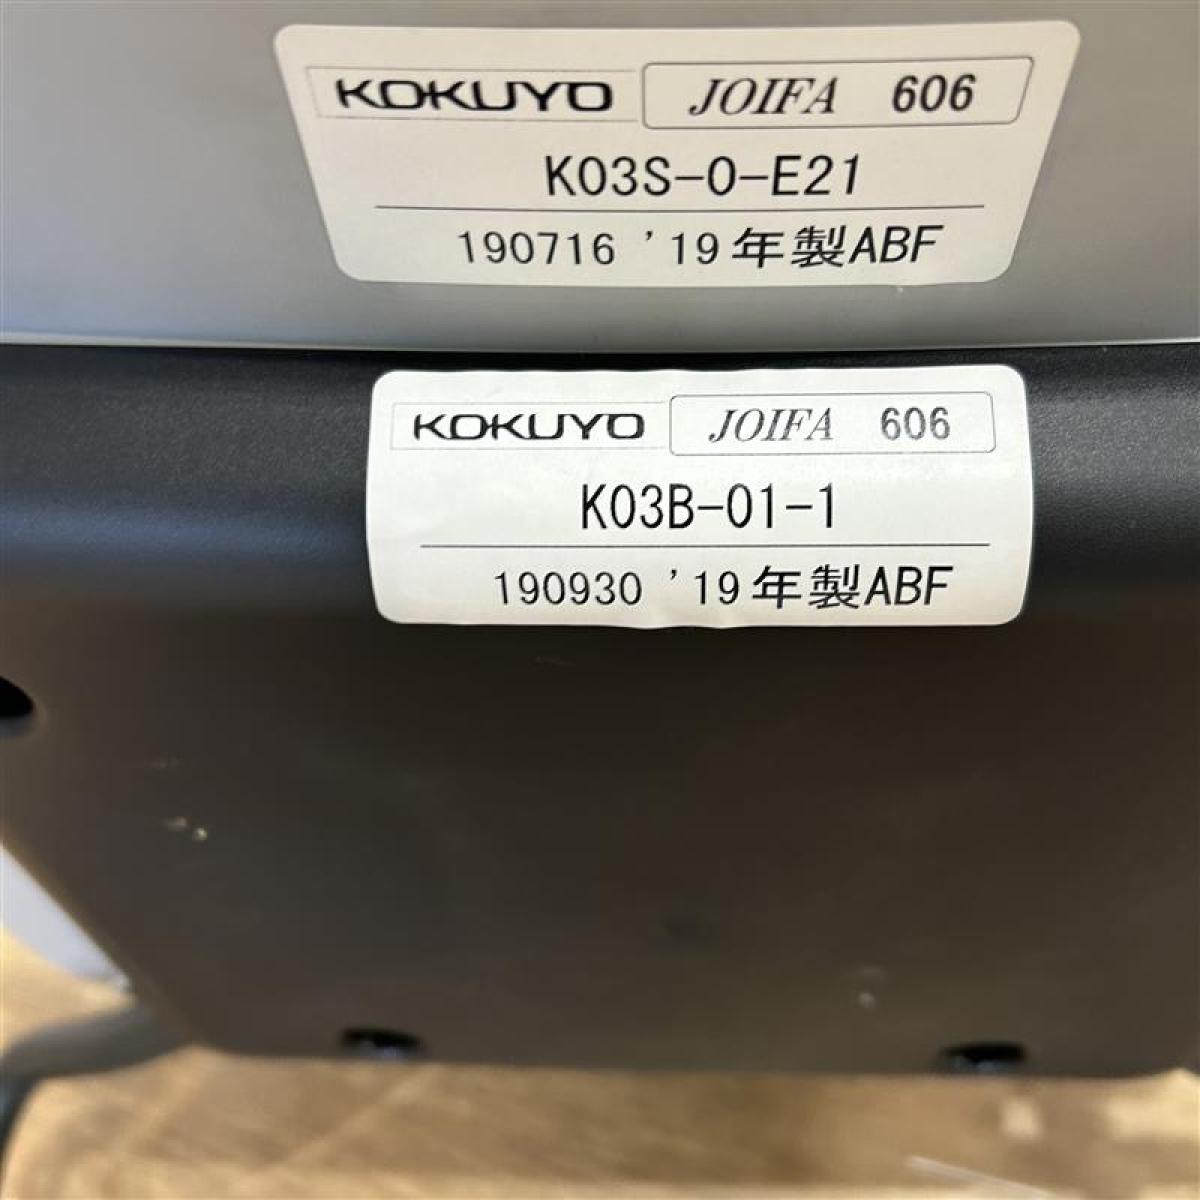 KOKUYO JOIFA 606
K03S-0-E21
190716 '19年製ABF
KOKUYO JOIFA 606
K03B-01-1
190930 '19年製ABF